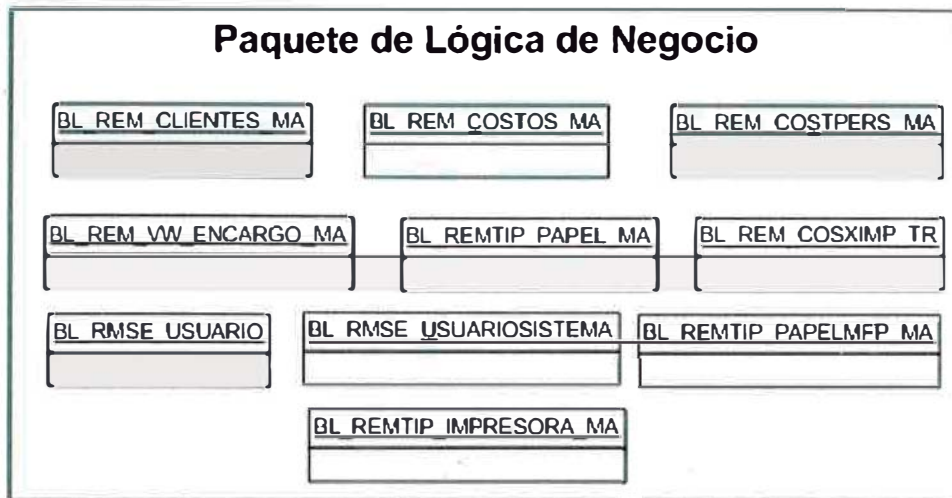 Paquete de Lógica de Negocio
BL_REM_CLIENTES_MA
BL_REM_COSTOS_MA
BL_REM_COSTPERS_MA
BL_REM_VW_ENCARGO_MA
BL_REMTIP_PAPEL_MA
BL_REM_COSXIMP_TR
BL_RMSE_USUARIO
BL_RMSE_USUARIOSISTEMA
BL_REMTIP_PAPELMFP_MA
BL_REMTIP_IMPRESORA_MA